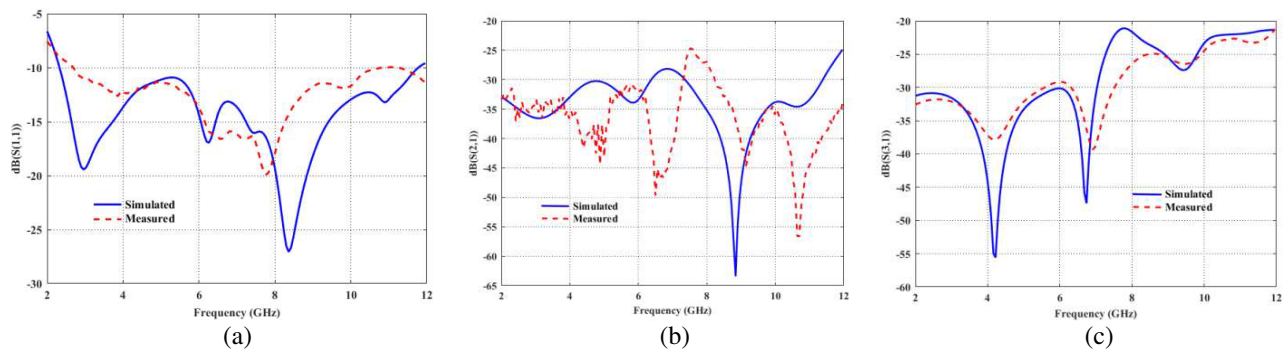 -5
-10
-15
-20
-25
-30
dB(S(1,1))
Simulated
Measured
2 4 6 8 10 12
Frequency (GHz)
(a)
-20
-25
-30
-35
-40
-45
-50
-55
-60
-65
dB(S(2,1))
Simulated
Measured
2 4 6 8 10 12
Frequency (GHz)
(b)
-20
-25
-30
-35
-40
-45
-50
-55
-60
dB(S(3,1))
Simulated
Measured
2 4 6 8 10 12
Frequency (GHz)
(c)